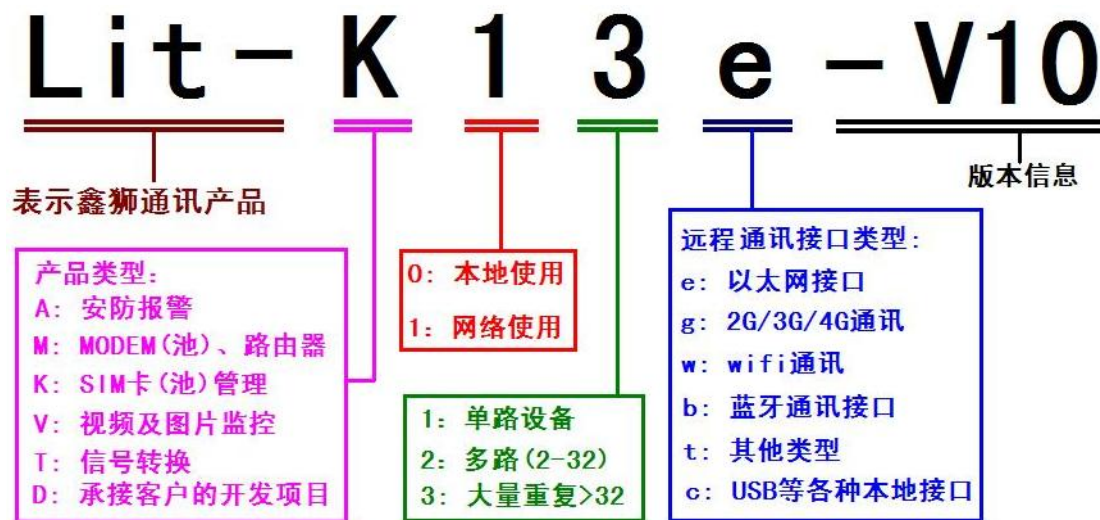 Lit-K13e-V10
表示鑫狮通讯产品
版本信息
产品类型:
A: 安防报警
M: MODEM(池)、路由器
K: SIM卡(池)管理
V: 视频及图片监控
T: 信号转换
D: 承接客户的开发项目
0: 本地使用
1: 网络使用
1: 单路设备
2: 多路(2-32)
3: 大量重复>32
远程通讯接口类型:
e: 以太网接口
g: 2G/3G/4G通讯
w: wifi通讯
b: 蓝牙通讯接口
t: 其他类型
c: USB等各种本地接口